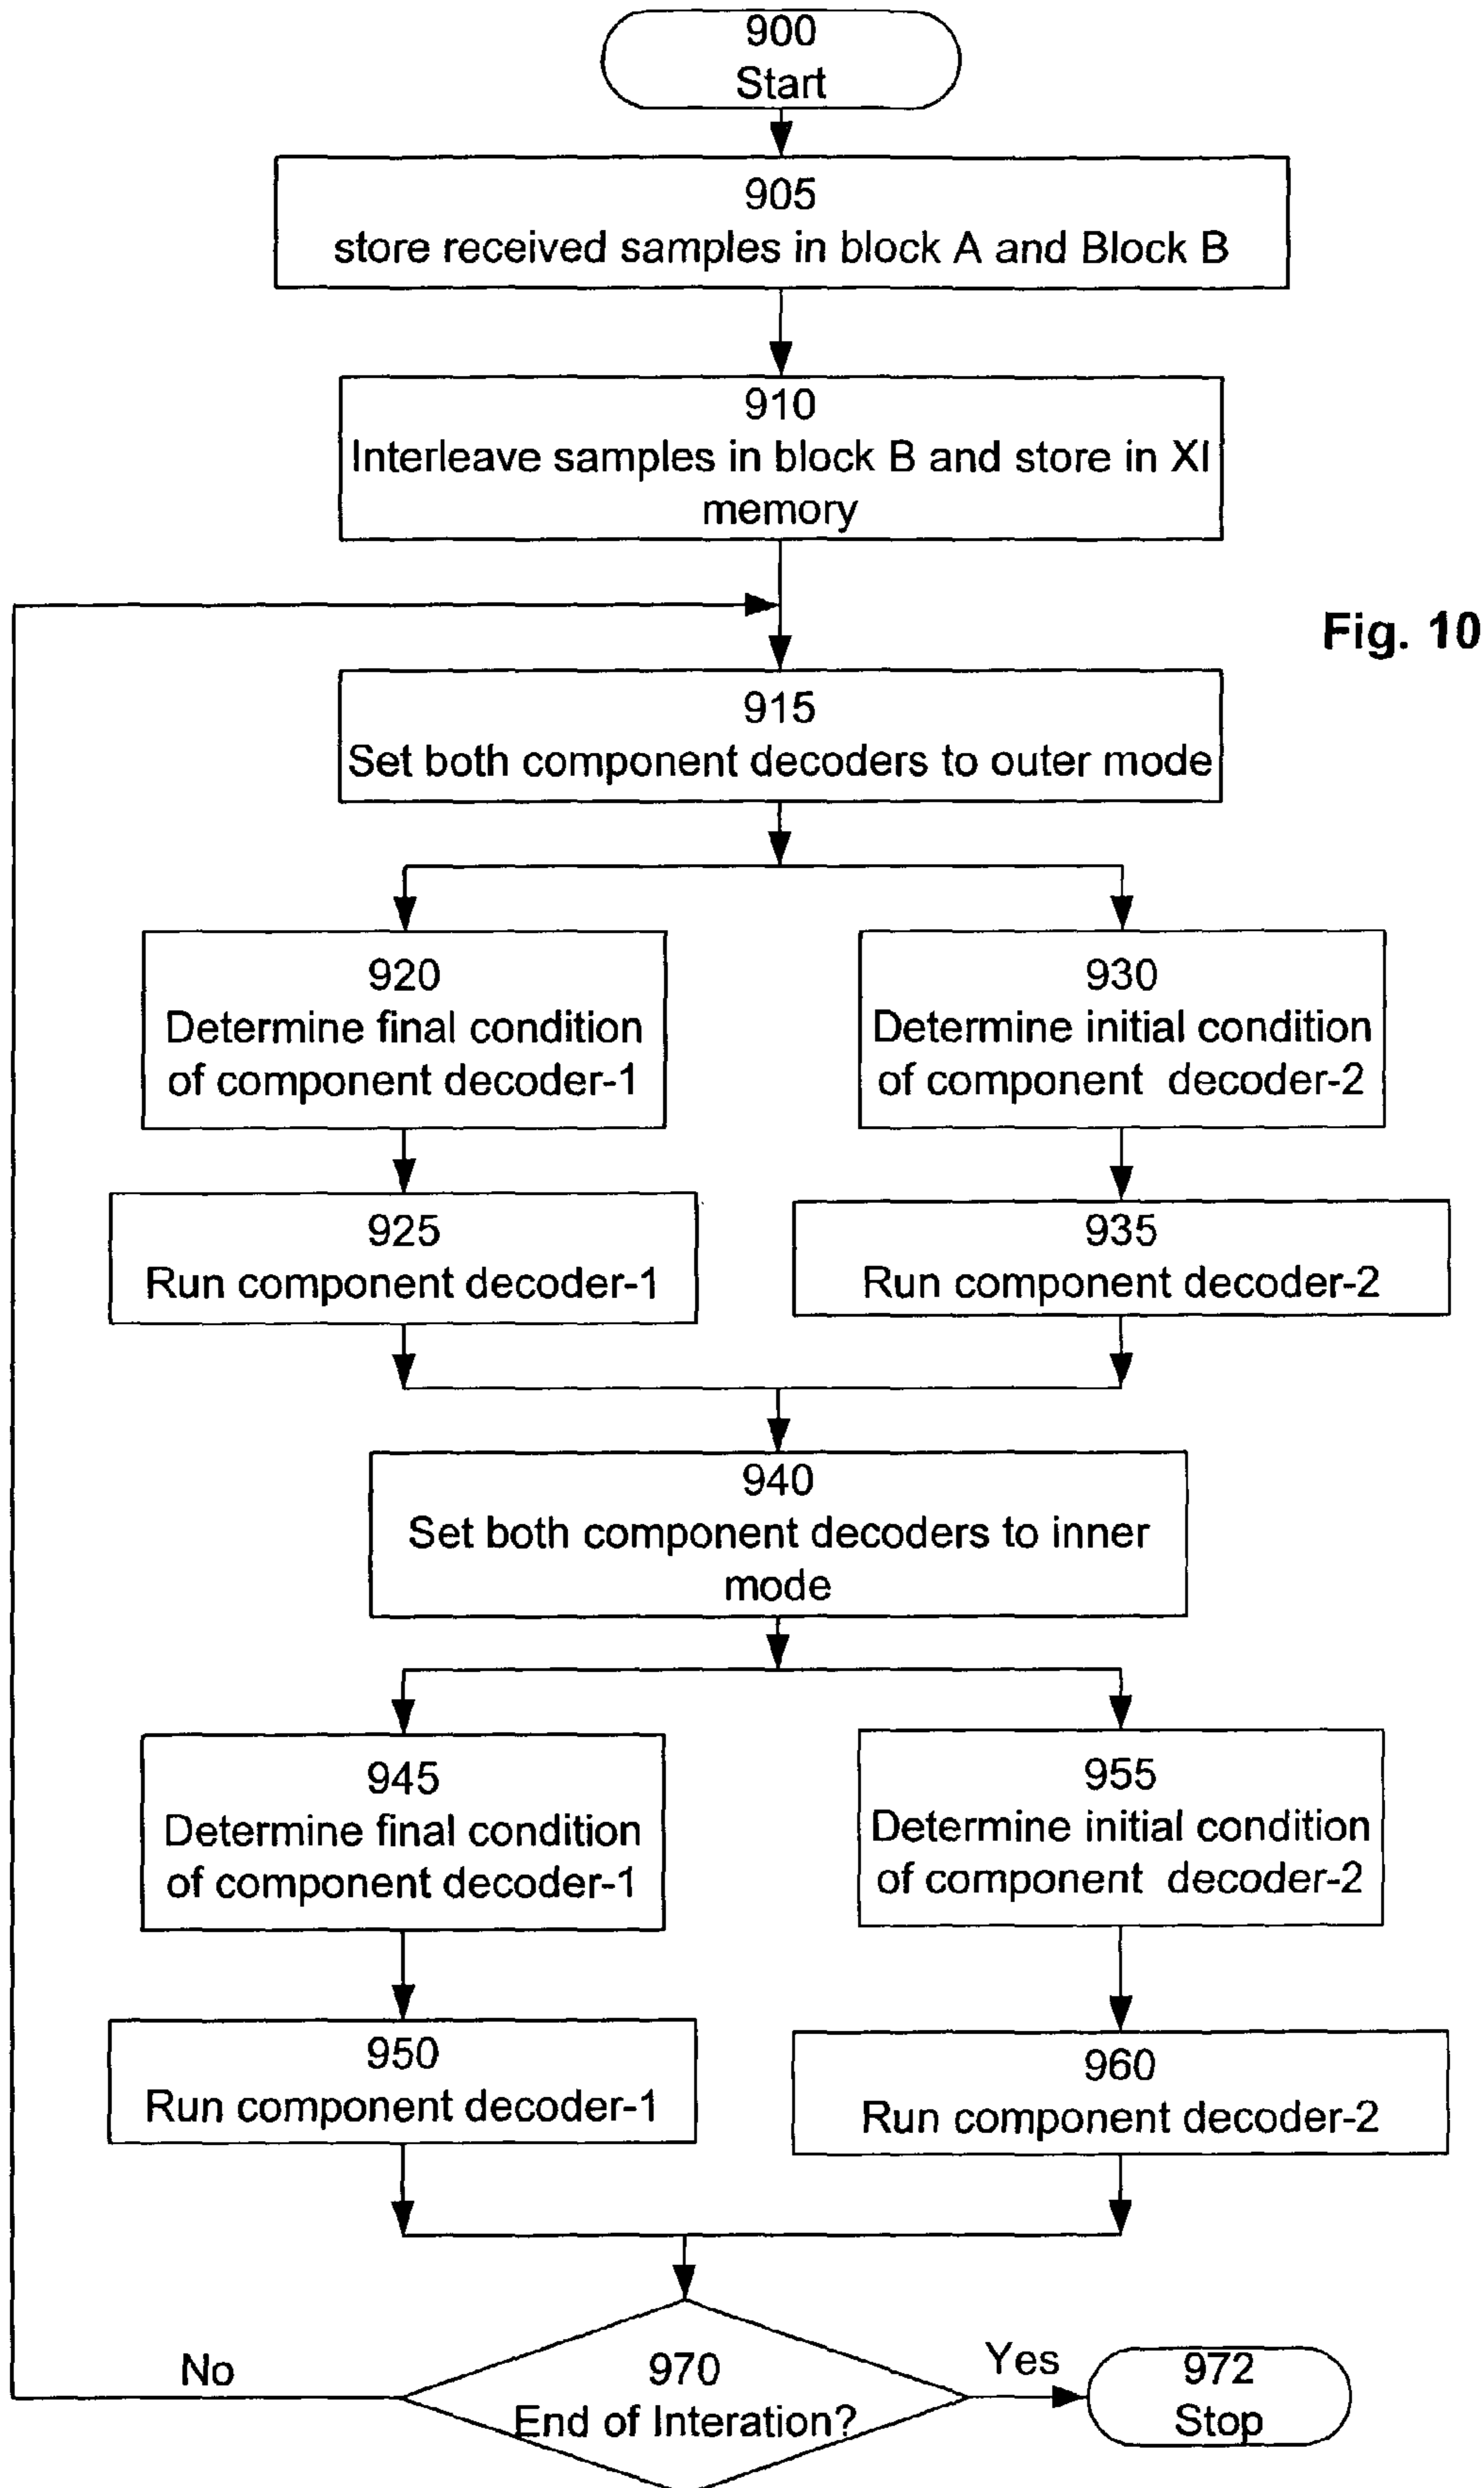 900
Start
905
store received samples in block A and Block B
910
Interleave samples in block B and store in XI
memory
Fig. 10
915
Set both component decoders to outer mode
920
Determine final condition
of component decoder-1
930
Determine initial condition
of component decoder-2
925
Run component decoder-1
935
Run component decoder-2
940
Set both component decoders to inner
mode
945
Determine final condition
of component decoder-1
955
Determine initial condition
of component decoder-2
950
Run component decoder-1
960
Run component decoder-2
No
970
End of Interation?
Yes
972
Stop